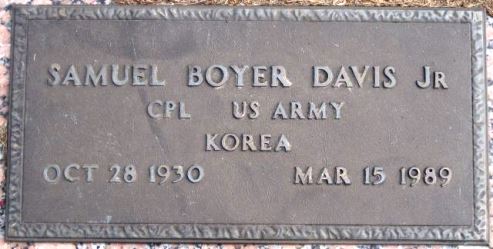 SAMUEL BOYER DAVIS JR
CPL US ARMY
KOREA
OCT 28 1930 MAR 15 1989